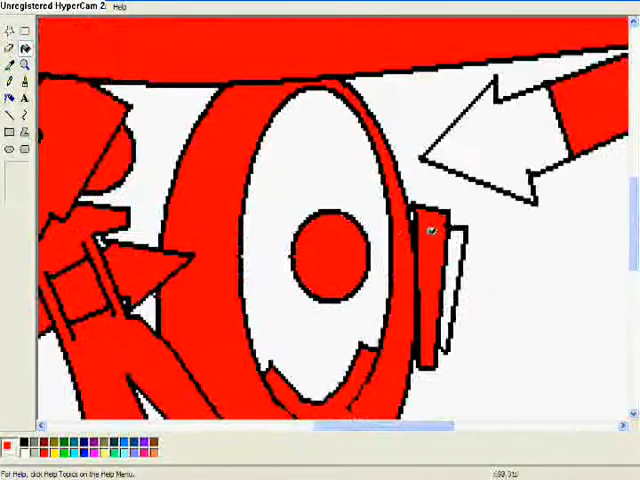 Unregistered HyperCam 2
Help
A
For Help, click Help Topics on the Help Menu.